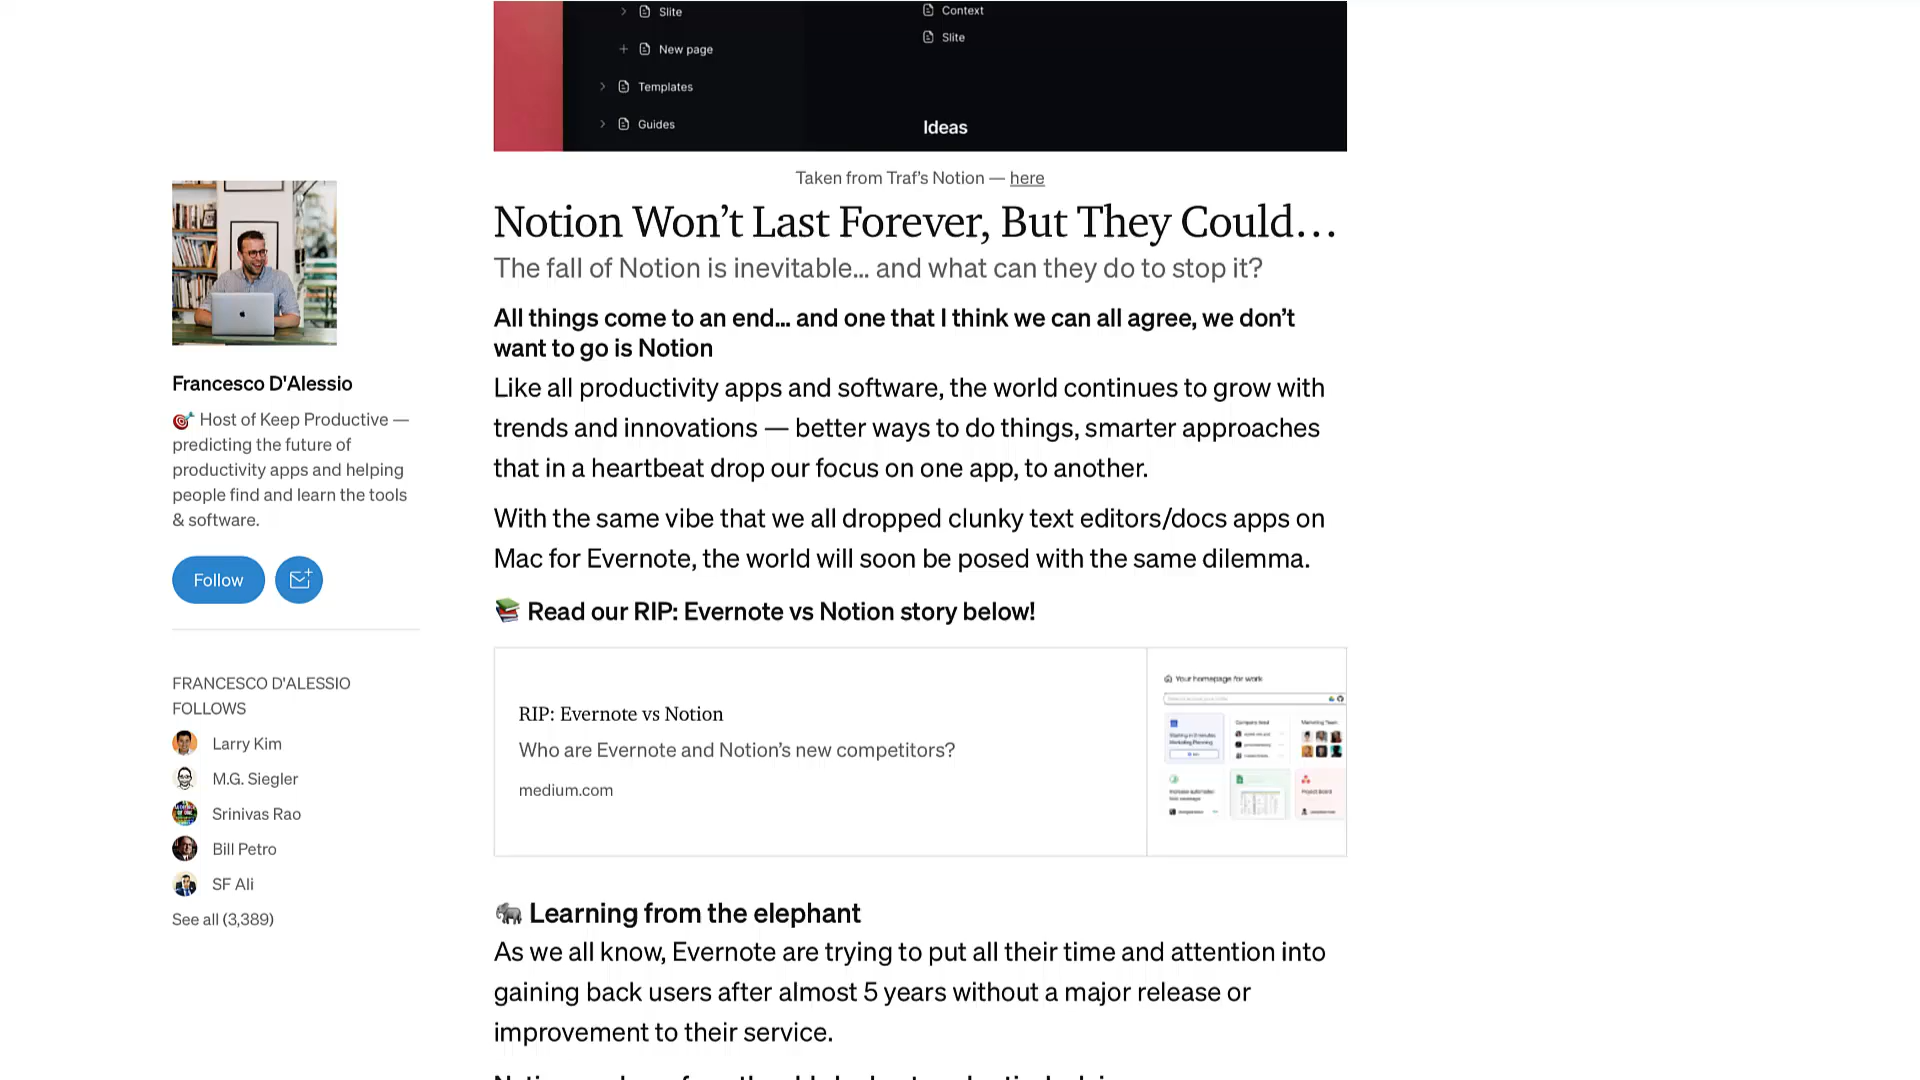 Slite
New page
Templates
Guides
Context
Slite
Ideas
Taken from Traf's Notion — here
Notion Won't Last Forever, But They Could…
The fall of Notion is inevitable… and what can they do to stop it?
All things come to an end… and one that I think we can all agree, we don't
want to go is Notion
Like all productivity apps and software, the world continues to grow with
trends and innovations — better ways to do things, smarter approaches
that in a heartbeat drop our focus on one app, to another.
With the same vibe that we all dropped clunky text editors/docs apps on
Mac for Evernote, the world will soon be posed with the same dilemma.
📚 Read our RIP: Evernote vs Notion story below!
RIP: Evernote vs Notion
Who are Evernote and Notion's new competitors?
medium.com
Your homepage for work
Marketing Team
Project Board
🐘 Learning from the elephant
As we all know, Evernote are trying to put all their time and attention into
gaining back users after almost 5 years without a major release or
improvement to their service.
Francesco D'Alessio
🎯 Host of Keep Productive —
predicting the future of
productivity apps and helping
people find and learn the tools
& software.
Follow
FRANCESCO D'ALESSIO
FOLLOWS
Larry Kim
M.G. Siegler
Srinivas Rao
Bill Petro
SF Ali
See all (3,389)